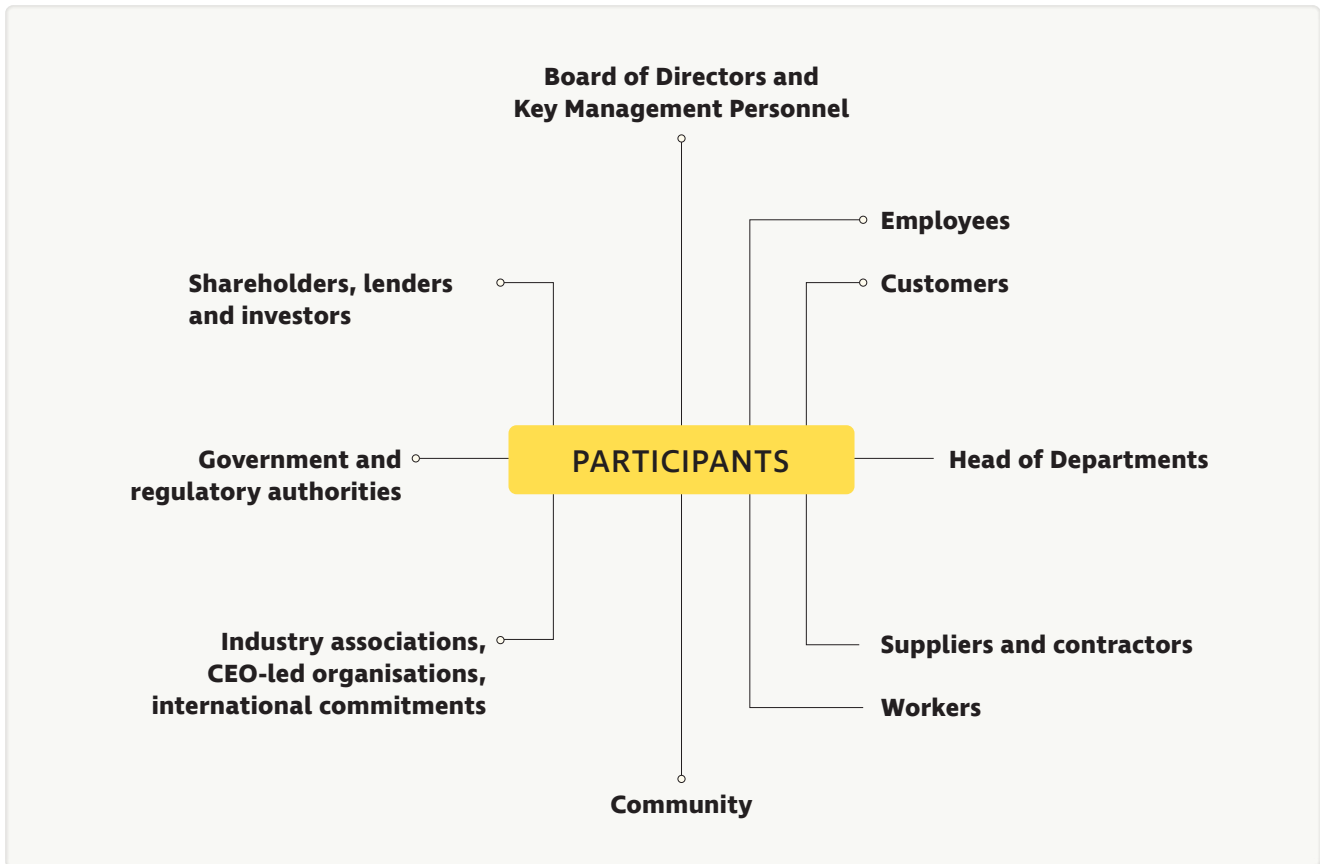 Board of Directors and
Key Management Personnel
Employees
Shareholders, lenders
and investors
Customers
Government and
regulatory authorities
PARTICIPANTS
Head of Departments
Industry associations,
CEO-led organisations,
international commitments
Suppliers and contractors
Workers
Community